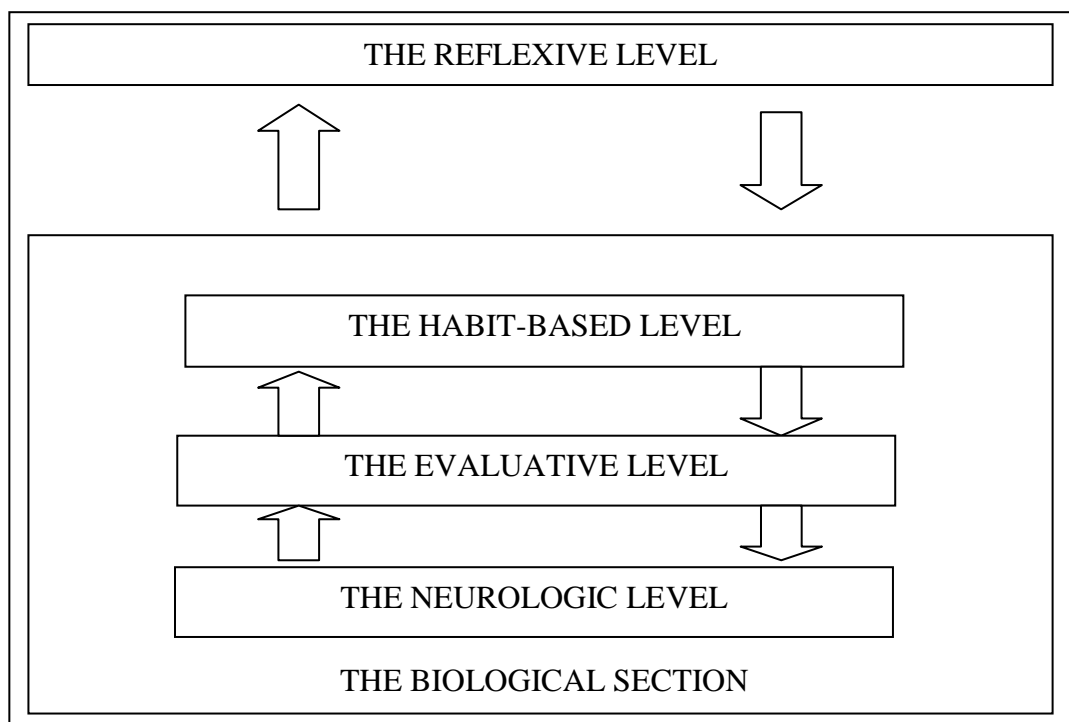 THE REFLEXIVE LEVEL
THE HABIT-BASED LEVEL
THE EVALUATIVE LEVEL
THE NEUROLOGIC LEVEL
THE BIOLOGICAL SECTION